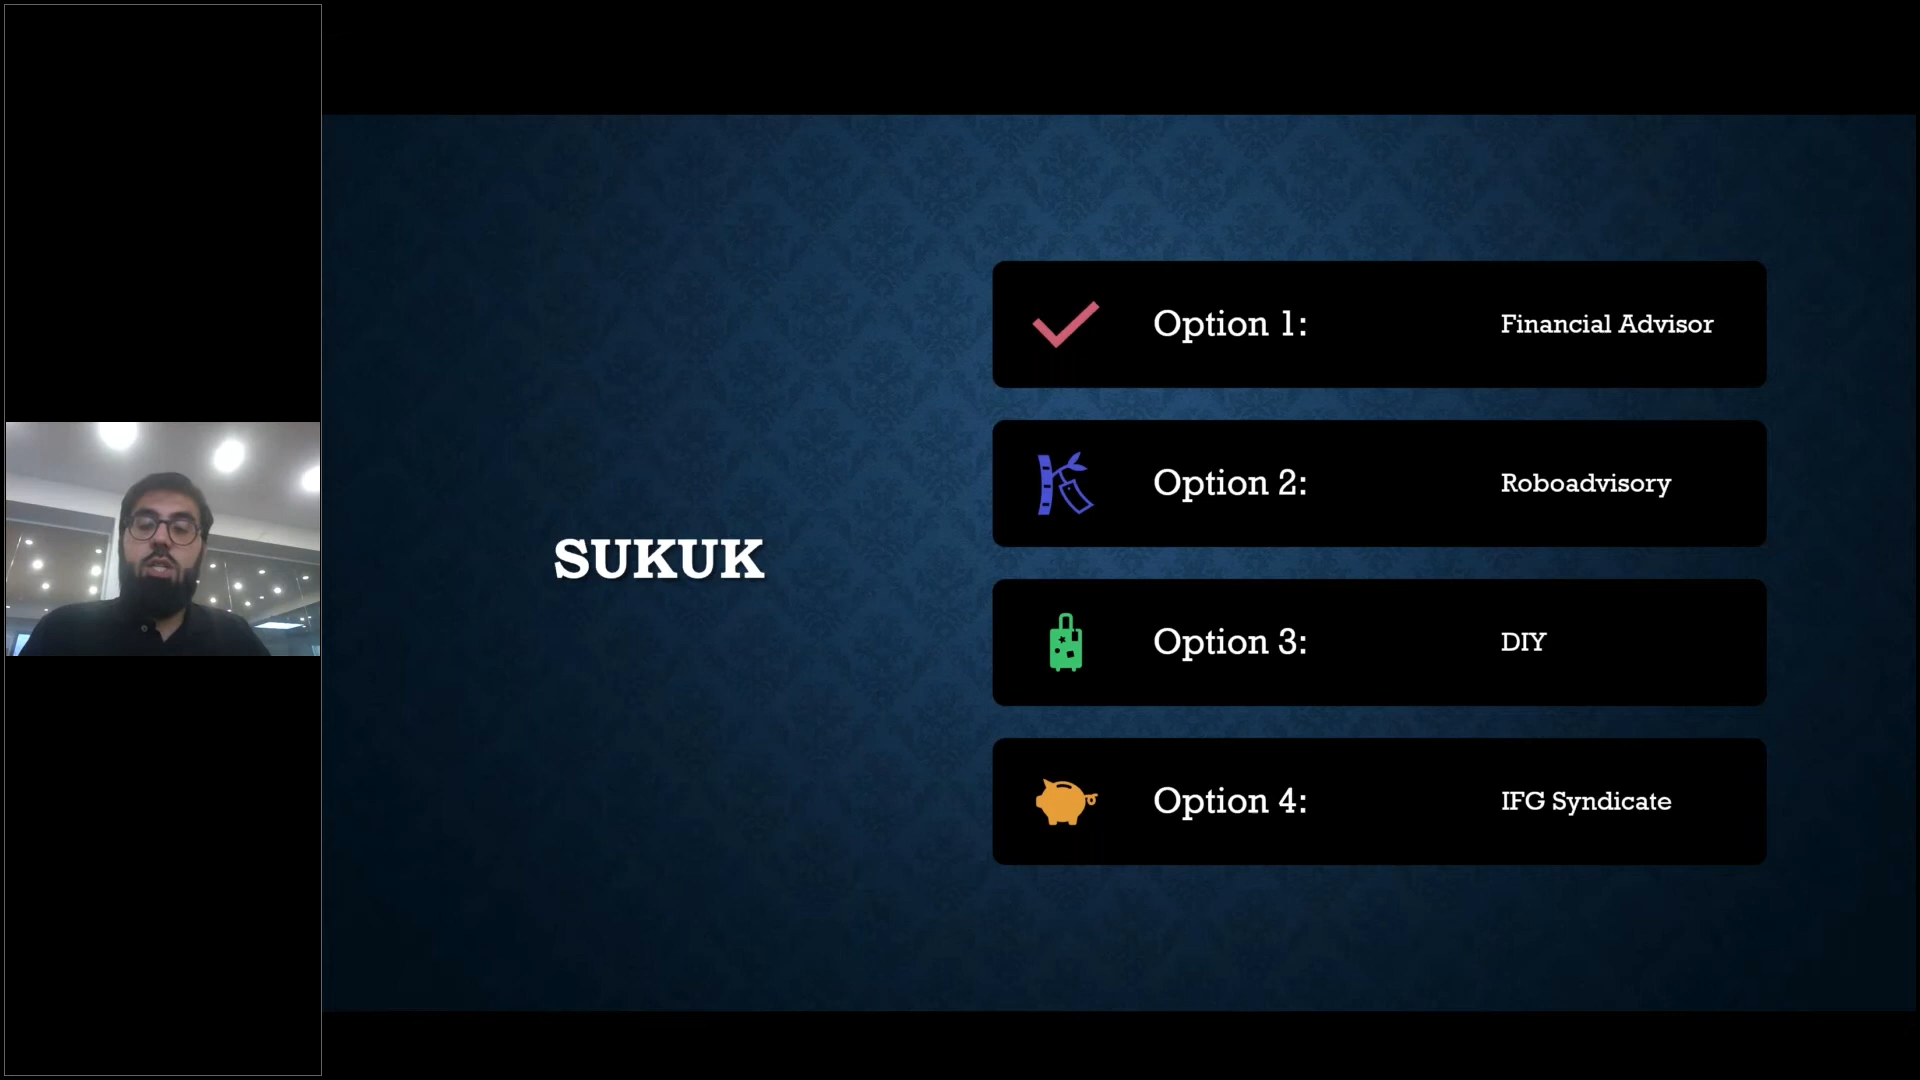 SUKUK
Option 1: Financial Advisor
Option 2: Roboadvisory
Option 3: DIY
Option 4: IFG Syndicate